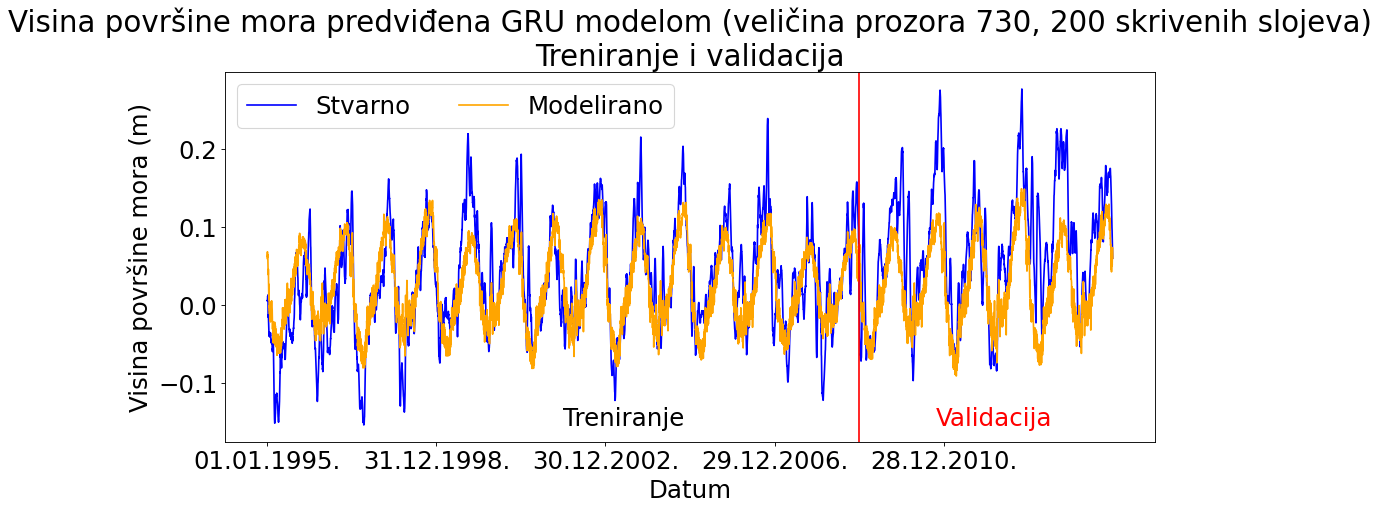 Visina površine mora predviđena GRU modelom (veličina prozora 730, 200 skrivenih slojeva)
Treniranje i validacija
Stvarno
Modelirano
Visina površine mora (m)
0.2
0.1
0.0
−0.1
Treniranje
Validacija
01.01.1995.
31.12.1998.
30.12.2002.
29.12.2006.
28.12.2010.
Datum